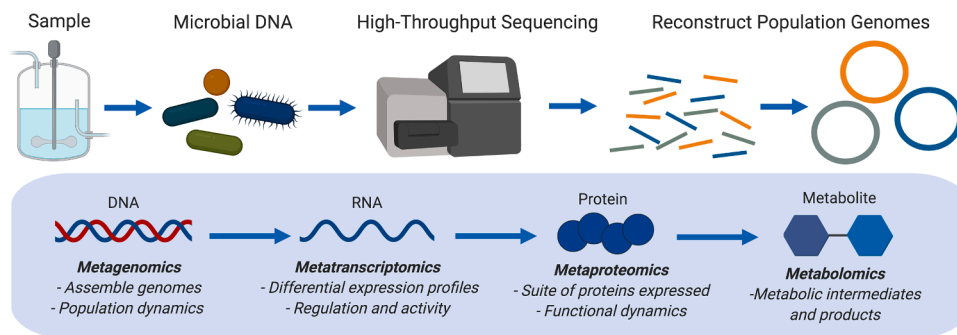 Sample
Microbial DNA
High-Throughput Sequencing
Reconstruct Population Genomes
DNA
RNA
Protein
Metabolite
Metagenomics
- Assemble genomes
- Population dynamics
Metatranscriptomics
- Differential expression profiles
- Regulation and activity
Metaproteomics
- Suite of proteins expressed
- Functional dynamics
Metabolomics
-Metabolic intermediates
and products